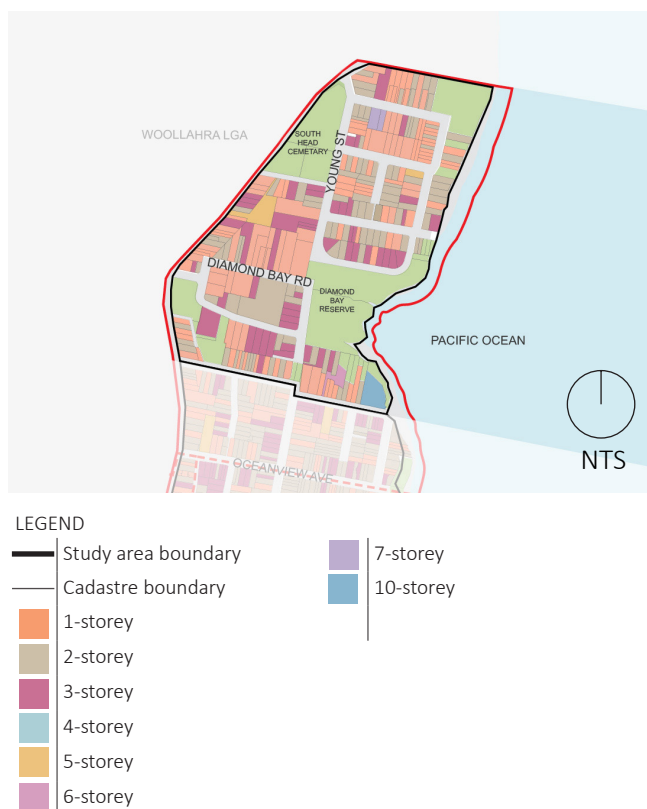 WOOLLAHRA LGA
SOUTH
HEAD
CEMETERY
YOUNG ST
DIAMOND BAY RD
DIAMOND
BAY
RESERVE
PACIFIC OCEAN
OCEANVIEW AVE
NTS
LEGEND
Study area boundary
Cadastre boundary
1-storey
2-storey
3-storey
4-storey
5-storey
6-storey
7-storey
10-storey